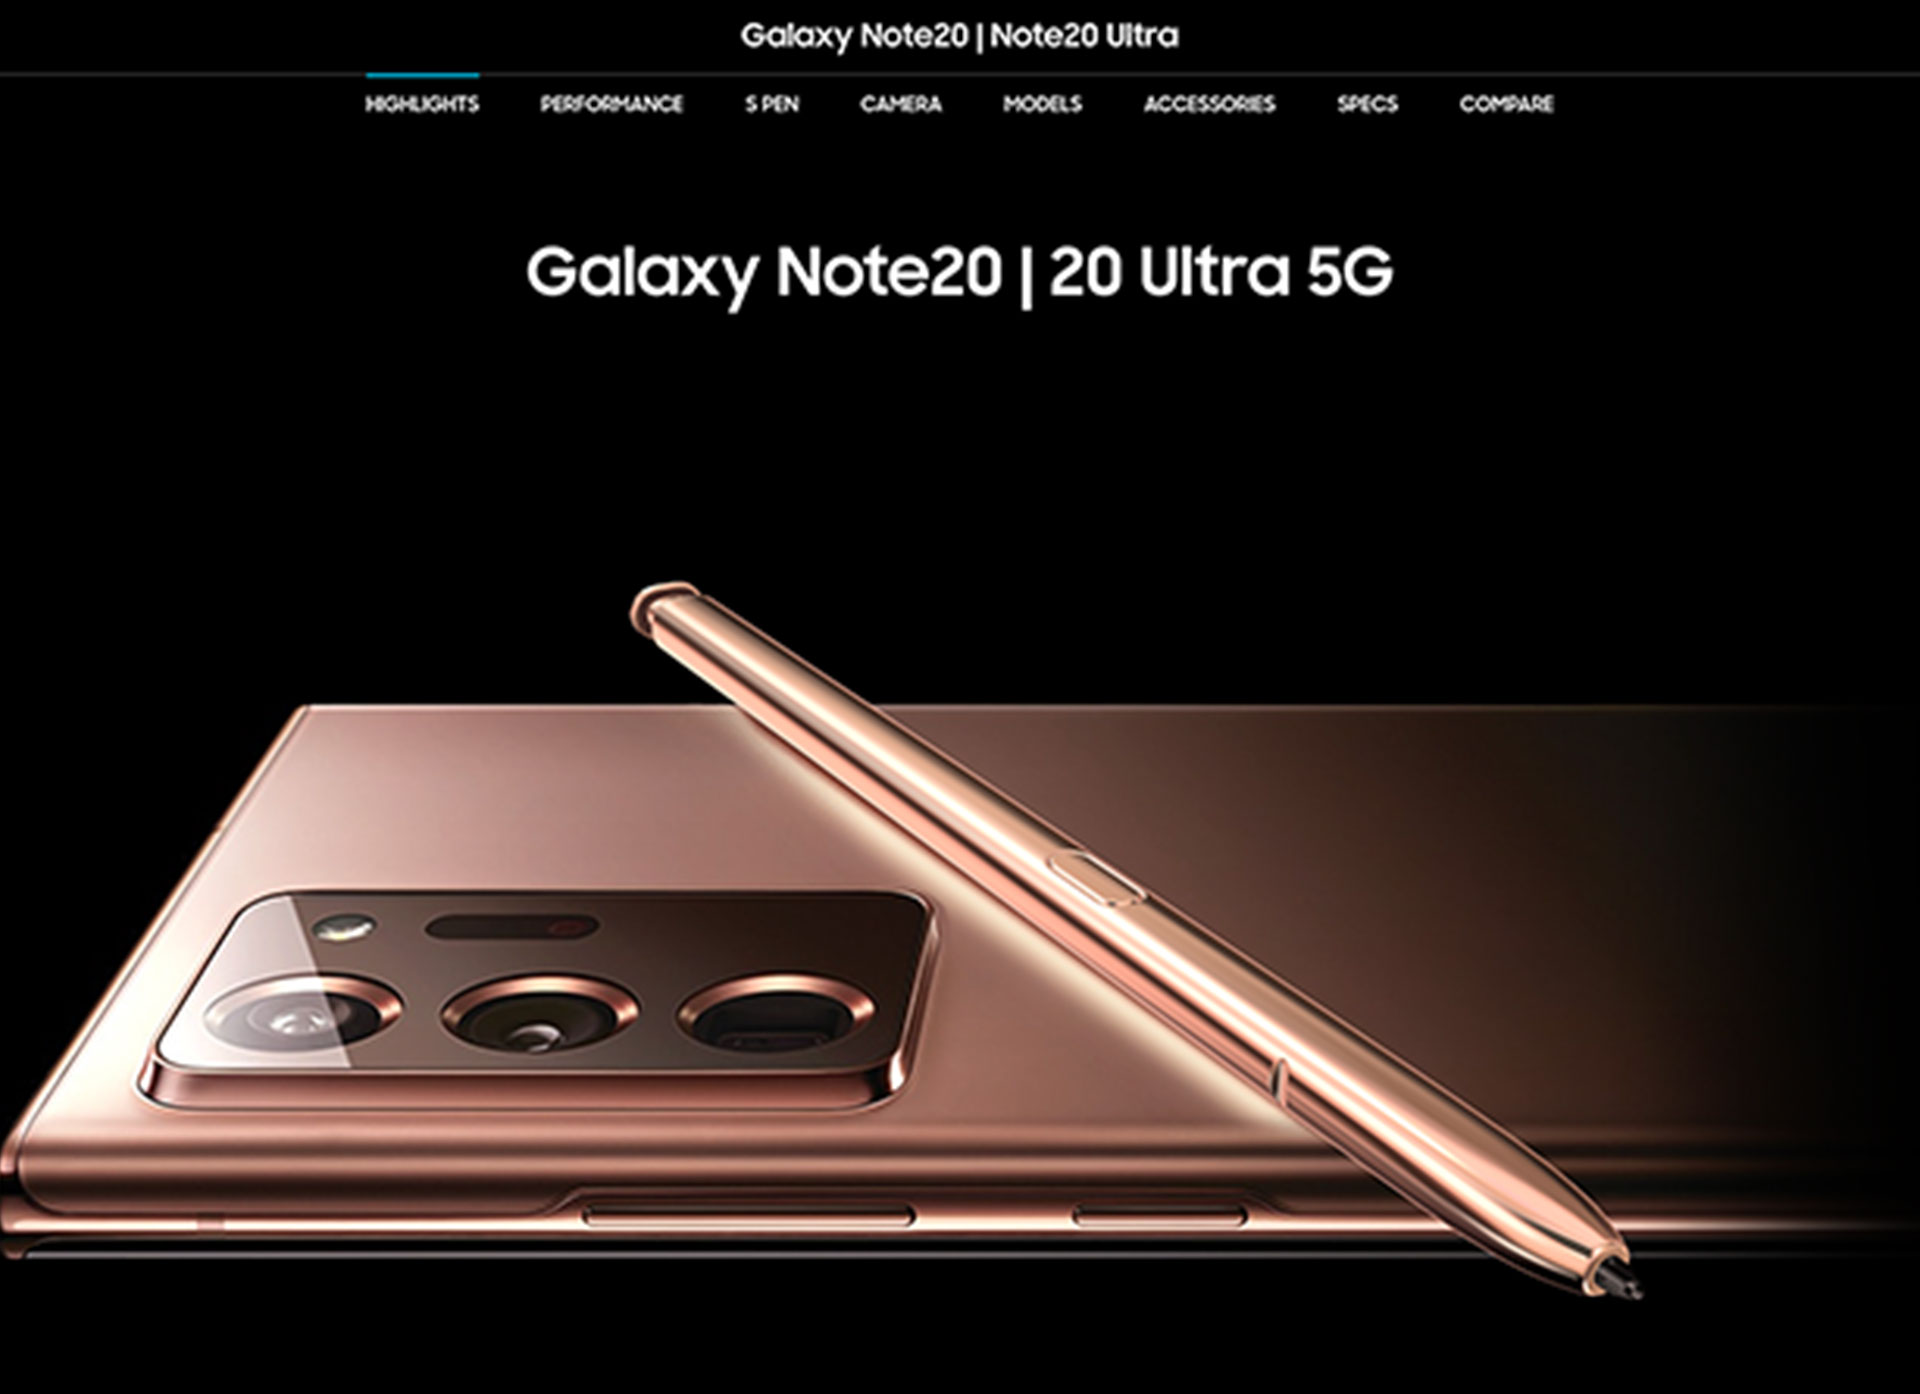 Galaxy Note20 | Note20 Ultra
HIGHLIGHTS PERFORMANCE S PEN CAMERA MODELS ACCESSORIES SPECS COMPARE
Galaxy Note20 | 20 Ultra 5G